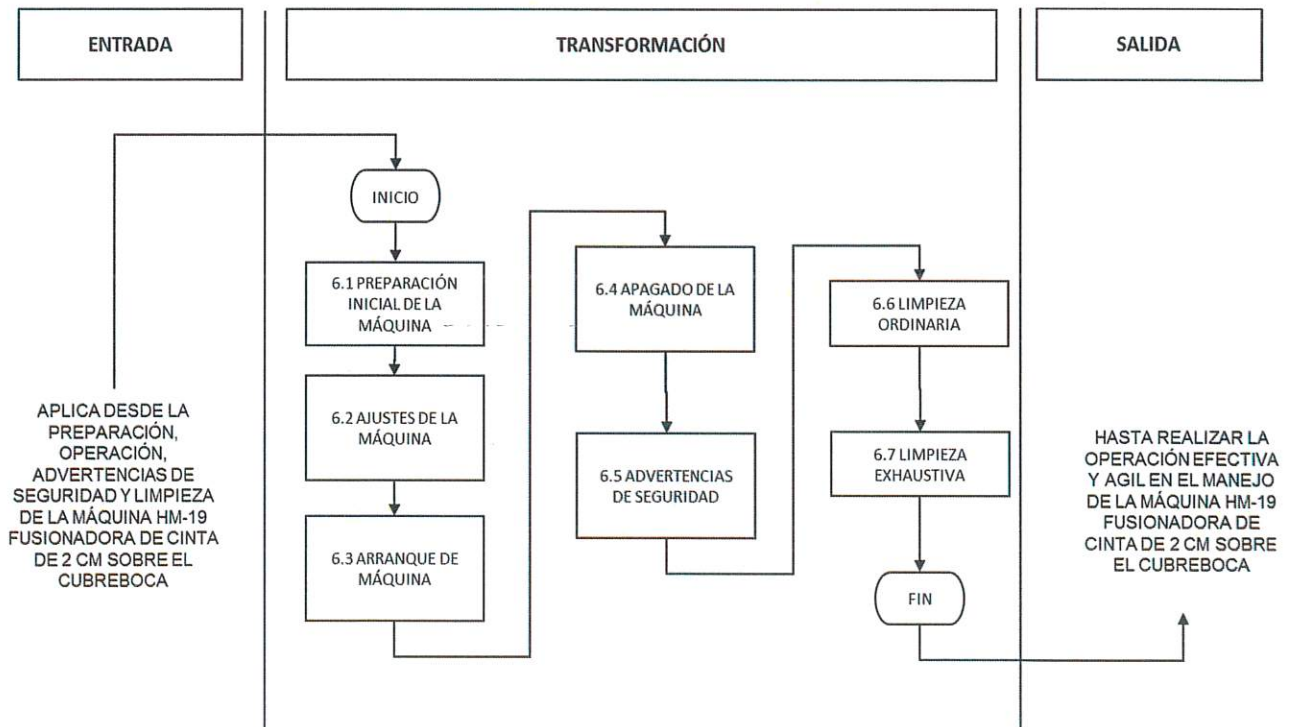 ENTRADA
TRANSFORMACIÓN
SALIDA
APLICA DESDE LA
PREPARACIÓN,
OPERACIÓN,
ADVERTENCIAS DE
SEGURIDAD Y LIMPIEZA
DE LA MÁQUINA HM-19
FUSIONADORA DE CINTA
DE 2 CM SOBRE EL
CUBREBOCA
INICIO
6.1 PREPARACIÓN
INICIAL DE LA
MÁQUINA
6.2 AJUSTES DE LA
MÁQUINA
6.3 ARRANQUE DE
MÁQUINA
6.4 APAGADO DE LA
MÁQUINA
6.5 ADVERTENCIAS
DE SEGURIDAD
6.6 LIMPIEZA
ORDINARIA
6.7 LIMPIEZA
EXHAUSTIVA
FIN
HASTA REALIZAR LA
OPERACIÓN EFECTIVA
Y AGIL EN EL MANEJO
DE LA MÁQUINA HM-19
FUSIONADORA DE
CINTA DE 2 CM SOBRE
EL CUBREBOCA